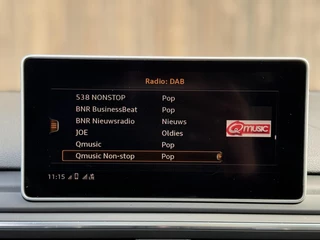 Radio: DAB
538 NONSTOP Pop
BNR BusinessBeat Pop
BNR Nieuwsradio Nieuws
JOE Oldies
Qmusic Pop
Qmusic Non-stop Pop
Qmusic
11:15